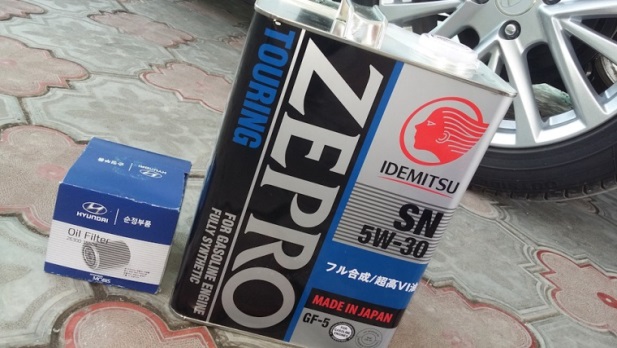 HYUNDAI
순정부품
Oil Filter
TOURING
ZEPRO
FOR GASOLINE ENGINE
FULLY SYNTHETIC
IDEMITSU
SN
5W-30
フル合成/超高VI
MADE IN JAPAN
GF-5